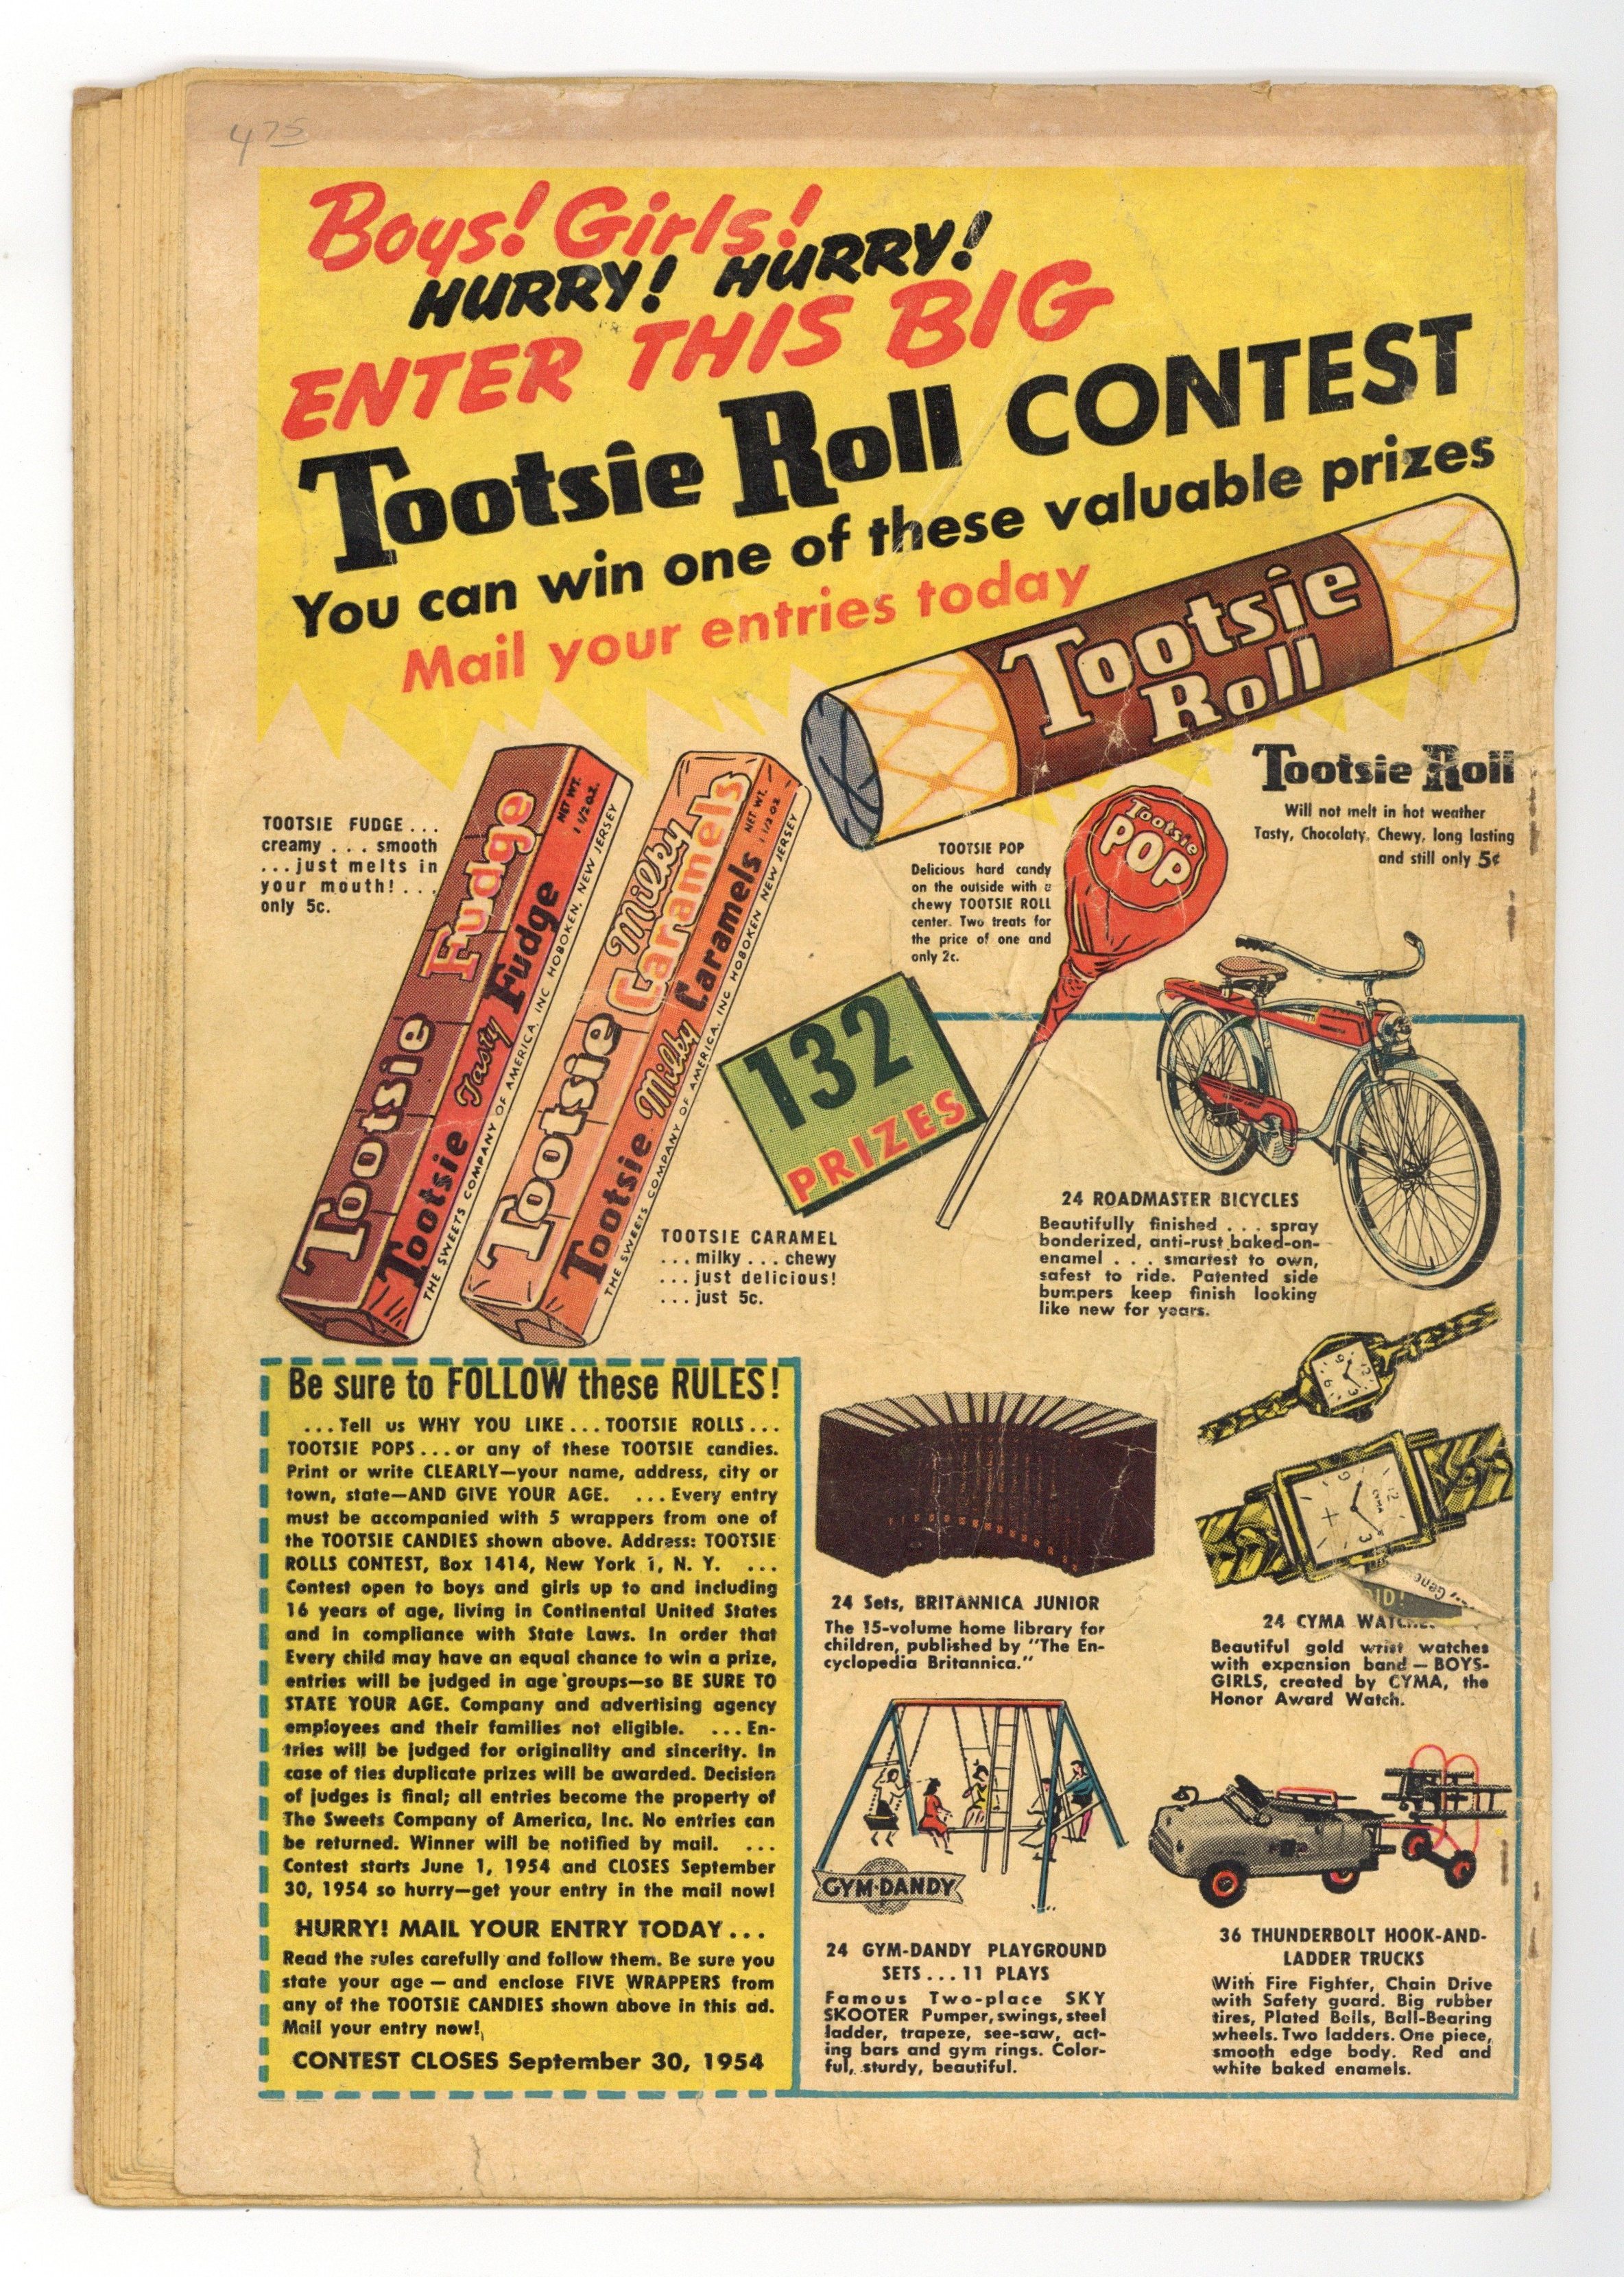 4 75
Boys! Girls!
HURRY! HURRY!
ENTER THIS BIG
Tootsie Roll CONTEST
You can win one of these valuable prizes
Mail your entries today
Tootsie
Roll
Tootsie Roll
Will not melt in hot weather
Tasty, Chocolaty, Chewy, long lasting
and still only 5¢
TOOTSIE FUDGE...
creamy . . . smooth
...just melts in
your mouth! . . .
only 5c.
Tootsie Fudge
Tootsie Tasty Fudge
NET WT.
1 1/2 OZ.
THE SWEETS COMPANY OF AMERICA, INC HOBOKEN, NEW JERSEY
Tootsie Milky Caramels
Tootsie Milky Caramels
NET WT.
1 1/2 OZ
THE SWEETS COMPANY OF AMERICA, INC HOBOKEN NEW JERSEY
TOOTSIE POP
Delicious hard candy
on the outside with a
chewy TOOTSIE ROLL
center. Two treats for
the price of one and
only 2c.
Tootsie
POP
132
PRIZES
TOOTSIE CARAMEL
... milky ... chewy
... just delicious!
... just 5c.
24 ROADMASTER BICYCLES
Beautifully finished . . . spray
bonderized, anti-rust baked-on-
enamel . . . smartest to own,
safest to ride. Patented side
bumpers keep finish looking
like new for years.
Be sure to FOLLOW these RULES!
...Tell us WHY YOU LIKE...TOOTSIE ROLLS...
TOOTSIE POPS...or any of these TOOTSIE candies.
Print or write CLEARLY—your name, address, city or
town, state—AND GIVE YOUR AGE. ...Every entry
must be accompanied with 5 wrappers from one of
the TOOTSIE CANDIES shown above. Address: TOOTSIE
ROLLS CONTEST, Box 1414, New York 1, N. Y. ...
Contest open to boys and girls up to and including
16 years of age, living in Continental United States
and in compliance with State Laws. In order that
Every child may have an equal chance to win a prize,
entries will be judged in age groups—so BE SURE TO
STATE YOUR AGE. Company and advertising agency
employees and their families not eligible. ...En-
tries will be judged for originality and sincerity. In
case of ties duplicate prizes will be awarded. Decision
of judges is final; all entries become the property of
The Sweets Company of America, Inc. No entries can
be returned. Winner will be notified by mail. ...
Contest starts June 1, 1954 and CLOSES September
30, 1954 so hurry—get your entry in the mail now!
HURRY! MAIL YOUR ENTRY TODAY...
Read the rules carefully and follow them. Be sure you
state your age — and enclose FIVE WRAPPERS from
any of the TOOTSIE CANDIES shown above in this ad.
Mail your entry now!
CONTEST CLOSES September 30, 1954
24 Sets, BRITANNICA JUNIOR
The 15-volume home library for
children, published by "The En-
cyclopedia Britannica."
9 12 6 3
9 12 3
CYMA
ID!
24 CYMA
Beautiful gold wrist watches
with expansion band — BOYS-
GIRLS, created by CYMA, the
Honor Award Watch.
GYM-DANDY
24 GYM-DANDY PLAYGROUND
SETS...11 PLAYS
Famous Two-place SKY
SKOOTER Pumper, swings, steel
ladder, trapeze, see-saw, act-
ing bars and gym rings. Color-
ful, sturdy, beautiful.
36 THUNDERBOLT HOOK-AND-
LADDER TRUCKS
With Fire Fighter, Chain Drive
with Safety guard. Big rubber
tires, Plated Bells, Ball-Bearing
wheels. Two ladders. One piece,
smooth edge body. Red and
white baked enamels.